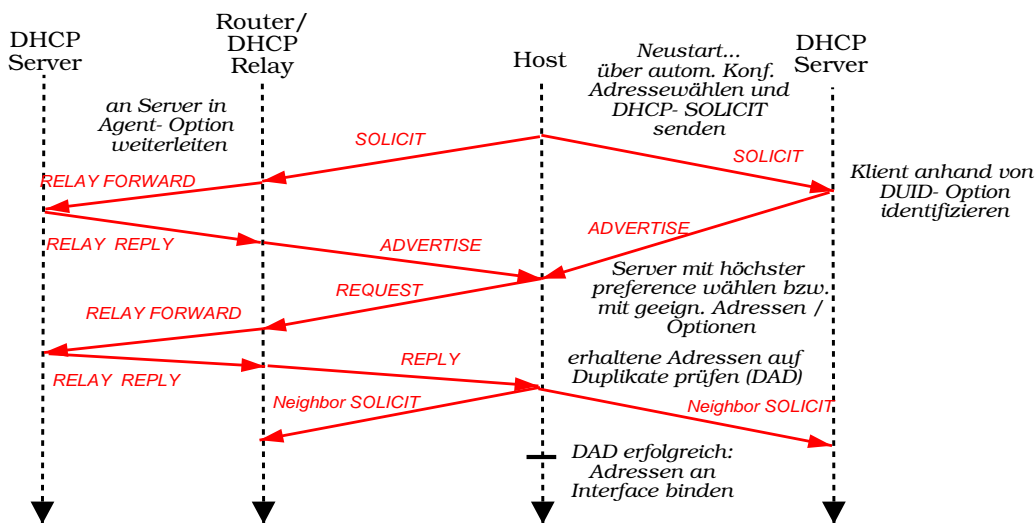 DHCP
Server
Router/
DHCP
Relay
Host
Neustart...
über autom. Konf.
Adressewählen und
DHCP- SOLICIT
senden
DHCP
Server
an Server in
Agent- Option
weiterleiten
SOLICIT
SOLICIT
RELAY FORWARD
Klient anhand von
DUID- Option
identifizieren
RELAY REPLY
ADVERTISE
ADVERTISE
Server mit höchster
preference wählen bzw.
mit geeign. Adressen /
Optionen
REQUEST
RELAY FORWARD
RELAY REPLY
REPLY
erhaltene Adressen auf
Duplikate prüfen (DAD)
Neighbor SOLICIT
Neighbor SOLICIT
DAD erfolgreich:
Adressen an
Interface binden